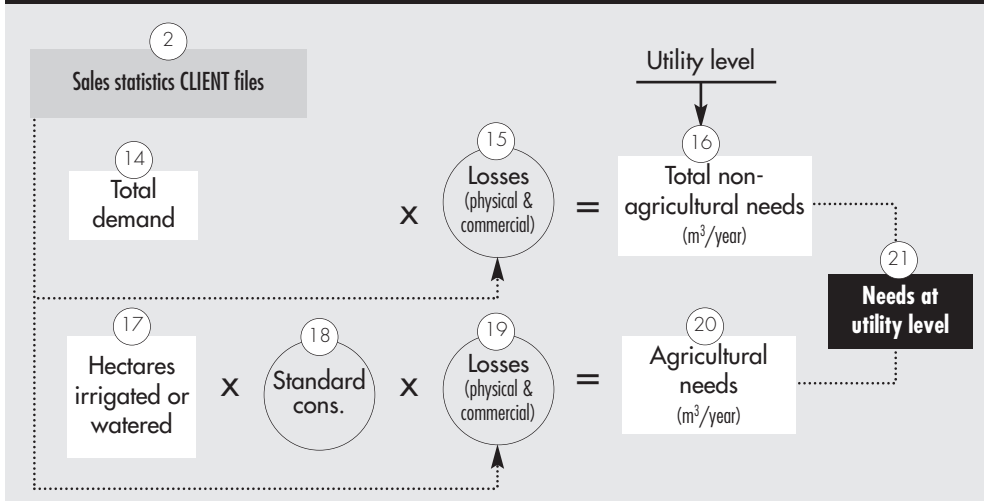 2
Sales statistics CLIENT files
Utility level
14
Total
demand
x
15
Losses
(physical &
commercial)
=
16
Total non-
agricultural needs
(m³/year)
21
Needs at
utility level
17
Hectares
irrigated or
watered
x
18
Standard
cons.
x
19
Losses
(physical &
commercial)
=
20
Agricultural
needs
(m³/year)